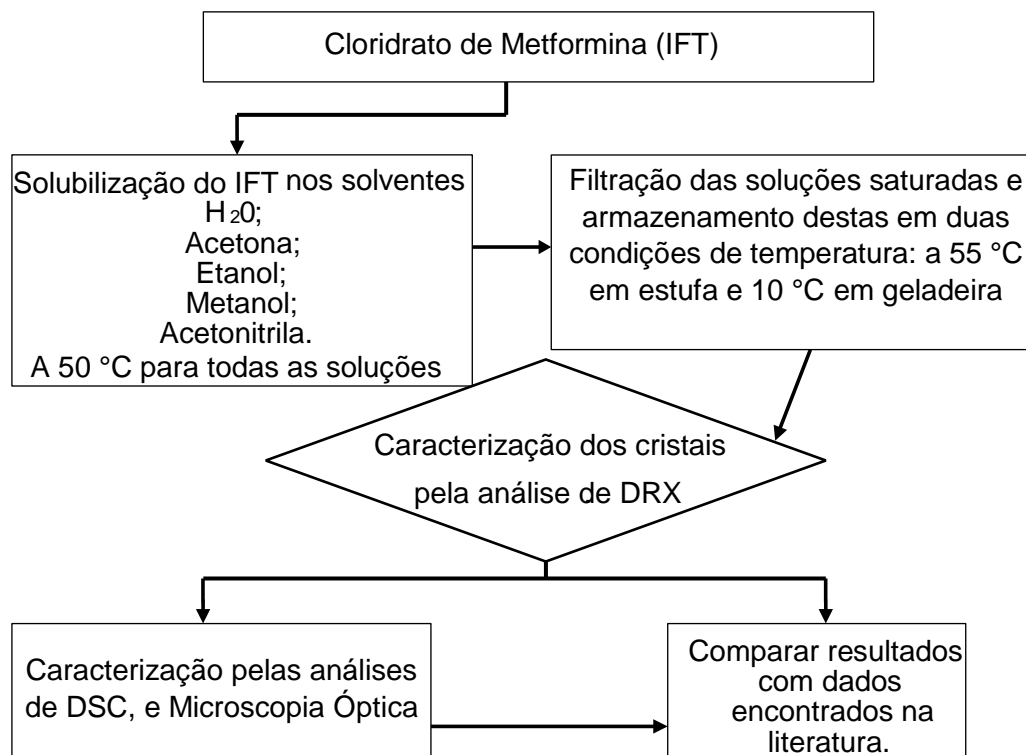 Cloridrato de Metformina (IFT)
Solubilização do IFT nos solventes
H₂0;
Acetona;
Etanol;
Metanol;
Acetonitrila.
A 50 °C para todas as soluções
Filtração das soluções saturadas e
armazenamento destas em duas
condições de temperatura: a 55 °C
em estufa e 10 °C em geladeira
Caracterização dos cristais
pela análise de DRX
Caracterização pelas análises
de DSC, e Microscopia Óptica
Comparar resultados
com dados
encontrados na
literatura.